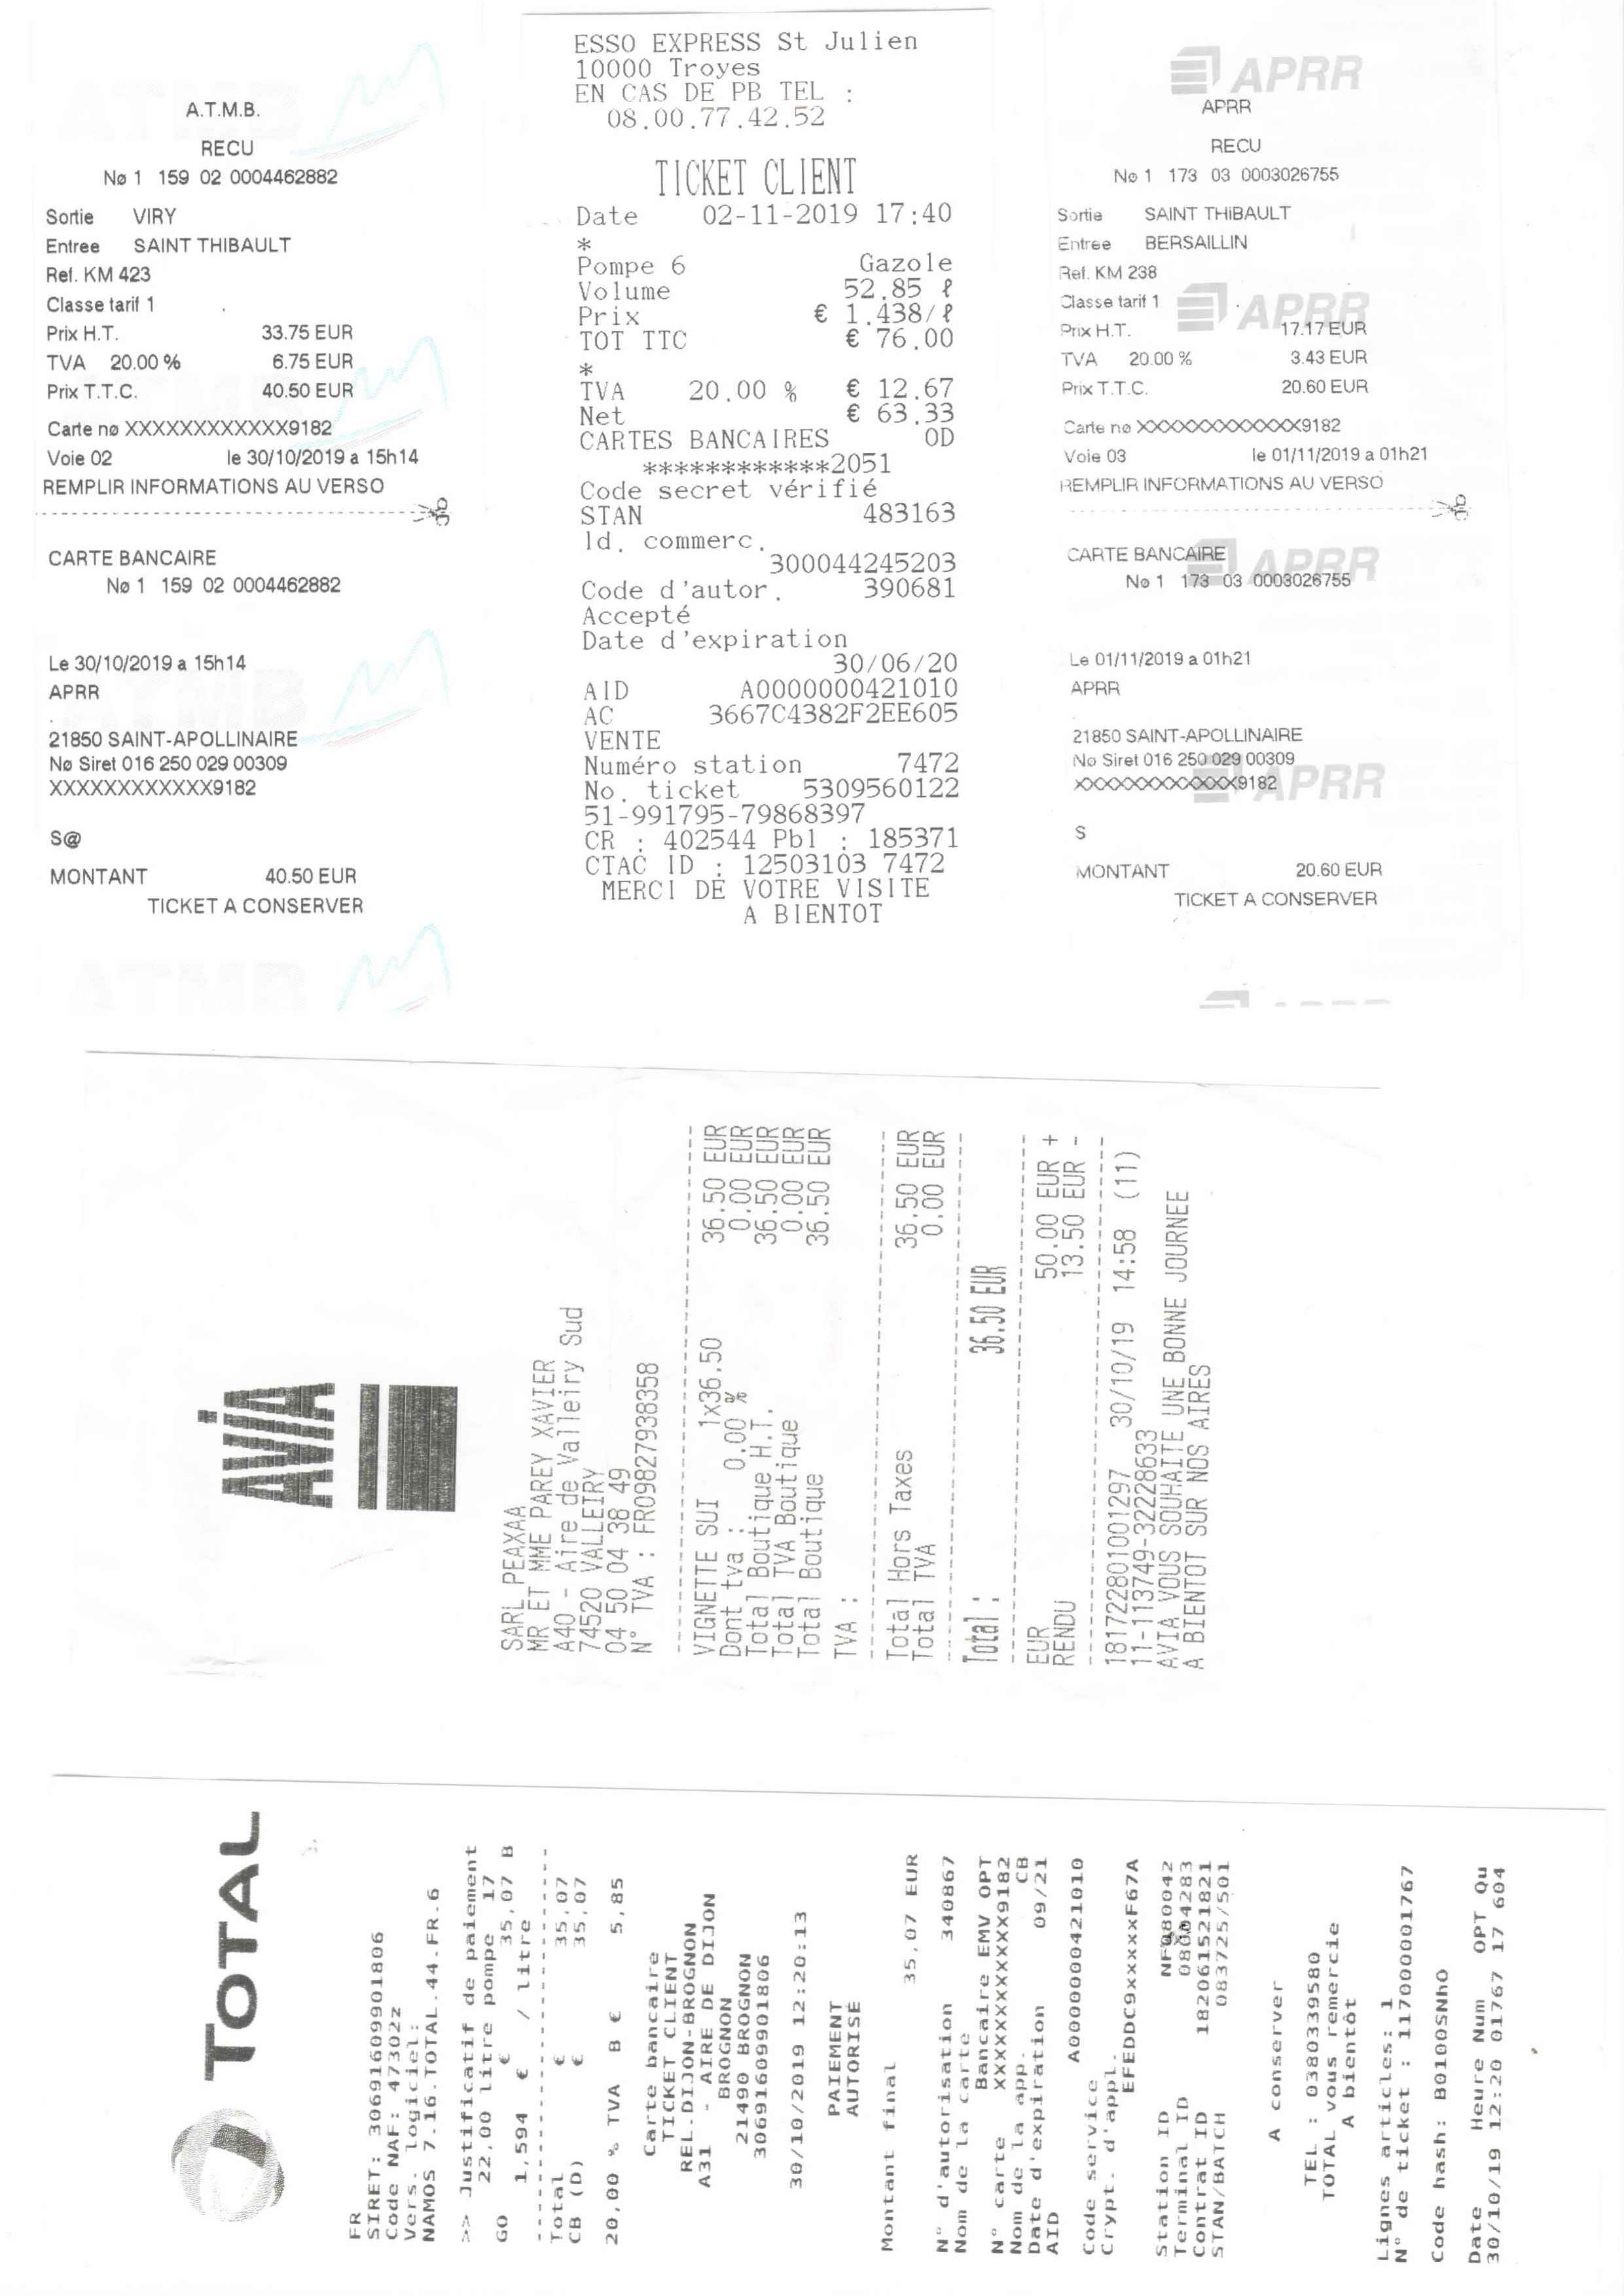 A.T.M.B.
RECU
Nø 1 159 02 0004462882
Sortie VIRY
Entree SAINT THIBAULT
Ref. KM 423
Classe tarif 1
Prix H.T. 33.75 EUR
TVA 20.00 % 6.75 EUR
Prix T.T.C. 40.50 EUR
Carte nø XXXXXXXXXXXX9182
Voie 02 le 30/10/2019 a 15h14
REMPLIR INFORMATIONS AU VERSO
CARTE BANCAIRE
Nø 1 159 02 0004462882
Le 30/10/2019 a 15h14
APRR
.
21850 SAINT-APOLLINAIRE
Nø Siret 016 250 029 00309
XXXXXXXXXXXX9182
S@
MONTANT 40.50 EUR
TICKET A CONSERVER
ATMB
ESSO EXPRESS St Julien
10000 Troyes
EN CAS DE PB TEL :
08.00.77.42.52
TICKET CLIENT
Date 02-11-2019 17:40
*
Pompe 6 Gazole
Volume 52.85 ℓ
Prix € 1.438/ℓ
TOT TTC € 76.00
*
TVA 20.00 % € 12.67
Net € 63.33
CARTES BANCAIRES OD
************2051
Code secret vérifié
STAN 483163
Id. commerc.
300044245203
Code d'autor. 390681
Accepté
Date d'expiration
30/06/20
AID A0000000421010
AC 3667C4382F2EE605
VENTE
Numéro station 7472
No. ticket 5309560122
51-991795-79868397
CR : 402544 Pbl : 185371
CTAC ID : 12503103 7472
MERCI DE VOTRE VISITE
A BIENTOT
APRR
APRR
RECU
Nø 1 173 03 0003026755
Sortie SAINT THIBAULT
Entree BERSAILLIN
Ref. KM 238
Classe tarif 1
APRR
Prix H.T. 17.17 EUR
TVA 20.00 % 3.43 EUR
Prix T.T.C. 20.60 EUR
Carte nø XXXXXXXXXXXX9182
Voie 03 le 01/11/2019 a 01h21
REMPLIR INFORMATIONS AU VERSO
CARTE BANCAIRE
APRR
Nø 1 173 03 0003026755
Le 01/11/2019 a 01h21
APRR
21850 SAINT-APOLLINAIRE
Nø Siret 016 250 029 00309
XXXXXXXXXXXX9182
APRR
S
MONTANT 20.60 EUR
TICKET A CONSERVER
AVIA
SARL PEAXAA
MR ET MME PAREY XAVIER
A40 - Aire de Valleiry Sud
74520 VALLEIRY
04 50 04 38 49
N° TVA : FR09827938358
VIGNETTE SUI 1x36.50 36.50 EUR
Dont tva : 0.00 % 0.00 EUR
Total Boutique H.T. 36.50 EUR
Total TVA Boutique 0.00 EUR
Total Boutique 36.50 EUR
TVA :
Total Hors Taxes 36.50 EUR
Total TVA 0.00 EUR
Total : 36.50 EUR
EUR 50.00 EUR +
RENDU 13.50 EUR -
181722801001297 30/10/19 14:58 (11)
11-113749-32228633
AVIA VOUS SOUHAITE UNE BONNE JOURNEE
A BIENTOT SUR NOS AIRES
TOTAL
FR
SIRET: 30691609901806
Code NAF: 47302z
Vers. logiciel:
NAMOS 7.16.TOTAL.44.FR.6
>> Justificatif de paiement
22,00 litre pompe 17
GO € 35,07 B
1,594 € / litre
Total € 35,07
CB (D) € 35,07
20,00 % TVA B € 5,85
Carte bancaire
TICKET CLIENT
REL.DIJON-BROGNON
A31 - AIRE DE DIJON
BROGNON
21490 BROGNON
30691609901806
30/10/2019 12:20:13
PAIEMENT
AUTORISE
Montant final 35,07 EUR
N° d'autorisation 340867
Nom de la carte
Bancaire EMV OPT
N° carte XXXXXXXXXXXX9182
Nom de la app. CB
Date d'expiration 09/21
AID
A0000000421010
Code service
Crypt. d'appl.
EFEDDC9xxxxxF67A
Station ID NF080042
Terminal ID 08004283
Contrat ID 18206152182​1
STAN/BATCH 083725/501
A conserver
TEL : 0380339580
TOTAL vous remercie
A bientôt
Lignes articles: 1
N° de ticket : 11700001767
Code hash: B0100SNho
Date Heure Num OPT Qu
30/10/19 12:20 01767 17 604